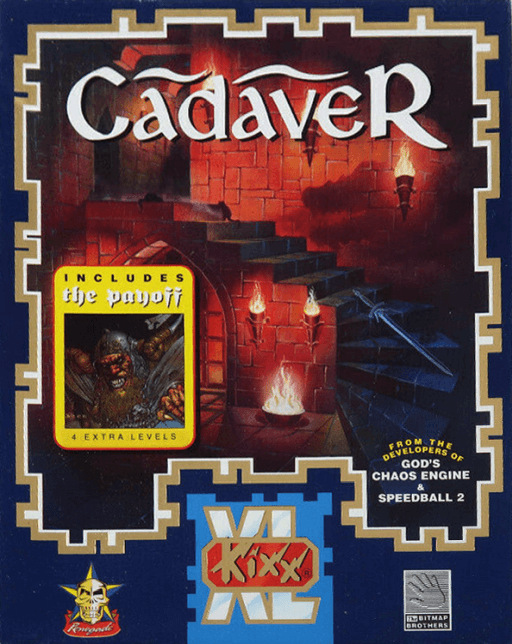 Cadaver
INCLUDES
the payoff
4 EXTRA LEVELS
FROM THE
DEVELOPERS OF
GOD'S
CHAOS ENGINE
&
SPEEDBALL 2
XL
Kixx
®
Renegade
The BITMAP
BROTHERS